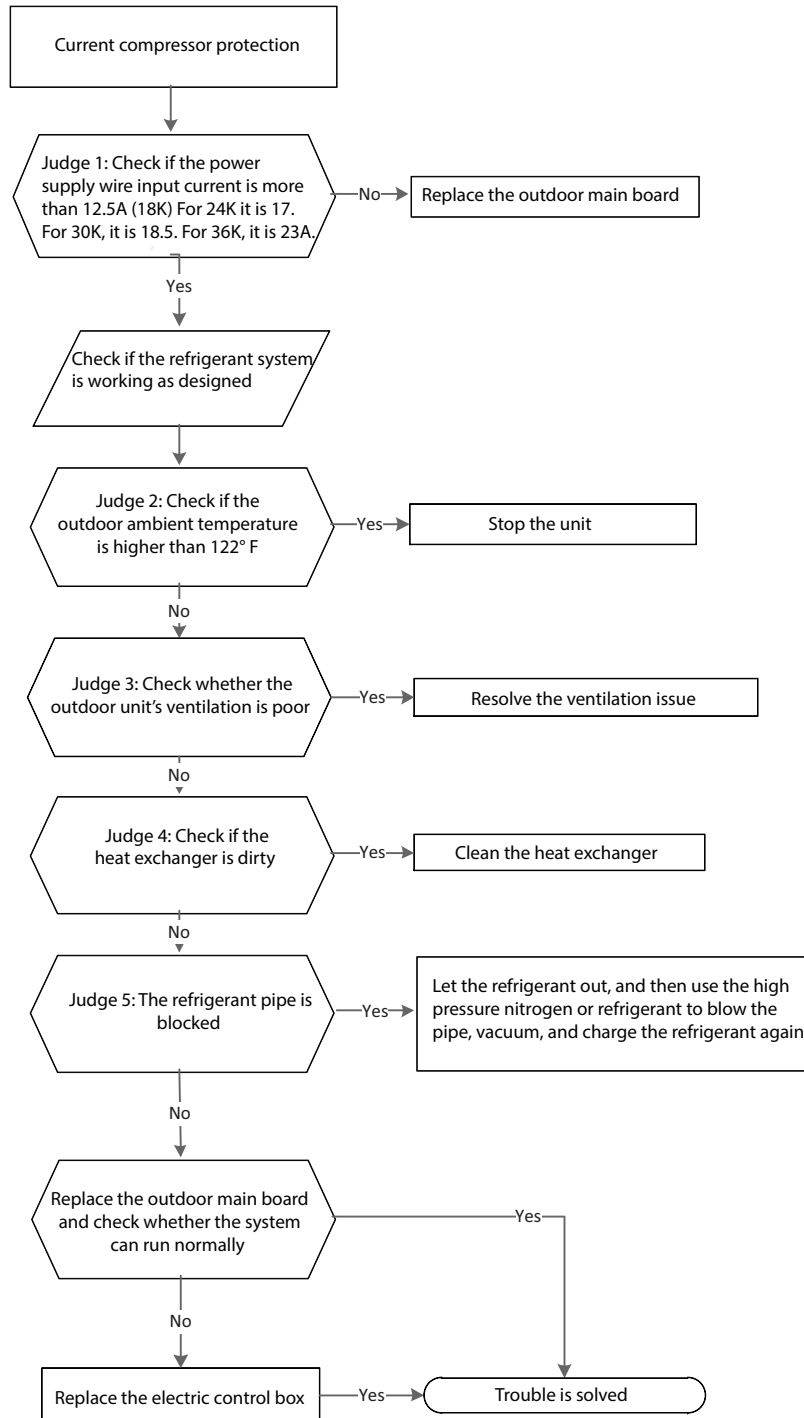 Current compressor protection
Judge 1: Check if the power
supply wire input current is more
than 12.5A (18K) For 24K it is 17.
For 30K, it is 18.5. For 36K, it is 23A.
No
Replace the outdoor main board
Yes
Check if the refrigerant system
is working as designed
Judge 2: Check if the
outdoor ambient temperature
is higher than 122° F
Yes
Stop the unit
No
Judge 3: Check whether the
outdoor unit's ventilation is poor
Yes
Resolve the ventilation issue
No
Judge 4: Check if the
heat exchanger is dirty
Yes
Clean the heat exchanger
No
Judge 5: The refrigerant pipe is
blocked
Yes
Let the refrigerant out, and then use the high
pressure nitrogen or refrigerant to blow the
pipe, vacuum, and charge the refrigerant again
No
Replace the outdoor main board
and check whether the system
can run normally
Yes
No
Replace the electric control box
Yes
Trouble is solved